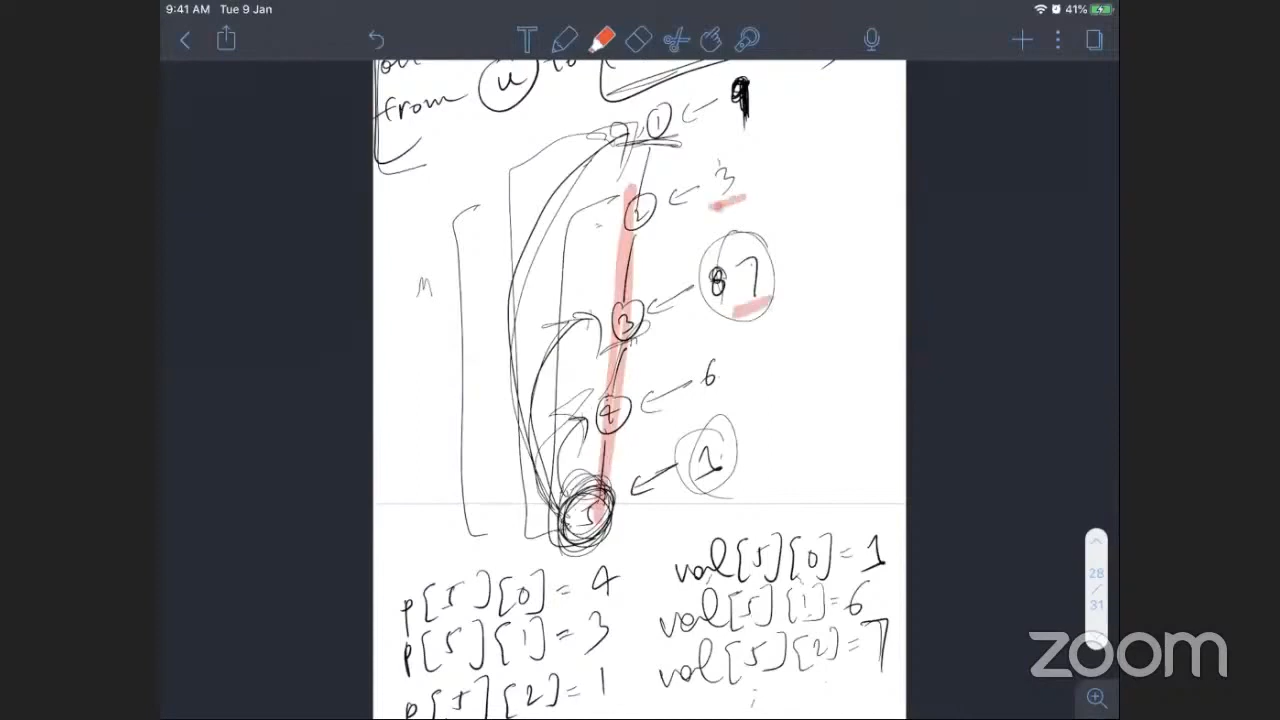 9:41 AM Tue 9 Jan
41%
from u to
1 ← 9
2 ← 3
3 ← 8 7
4 ← 6
5 ← 1
M
p[5][0] = 4
p[5][1] = 3
p[5][2] = 1
val[5][0] = 1
val[5][1] = 6
val[5][2] = 7
28
/
31
zoom